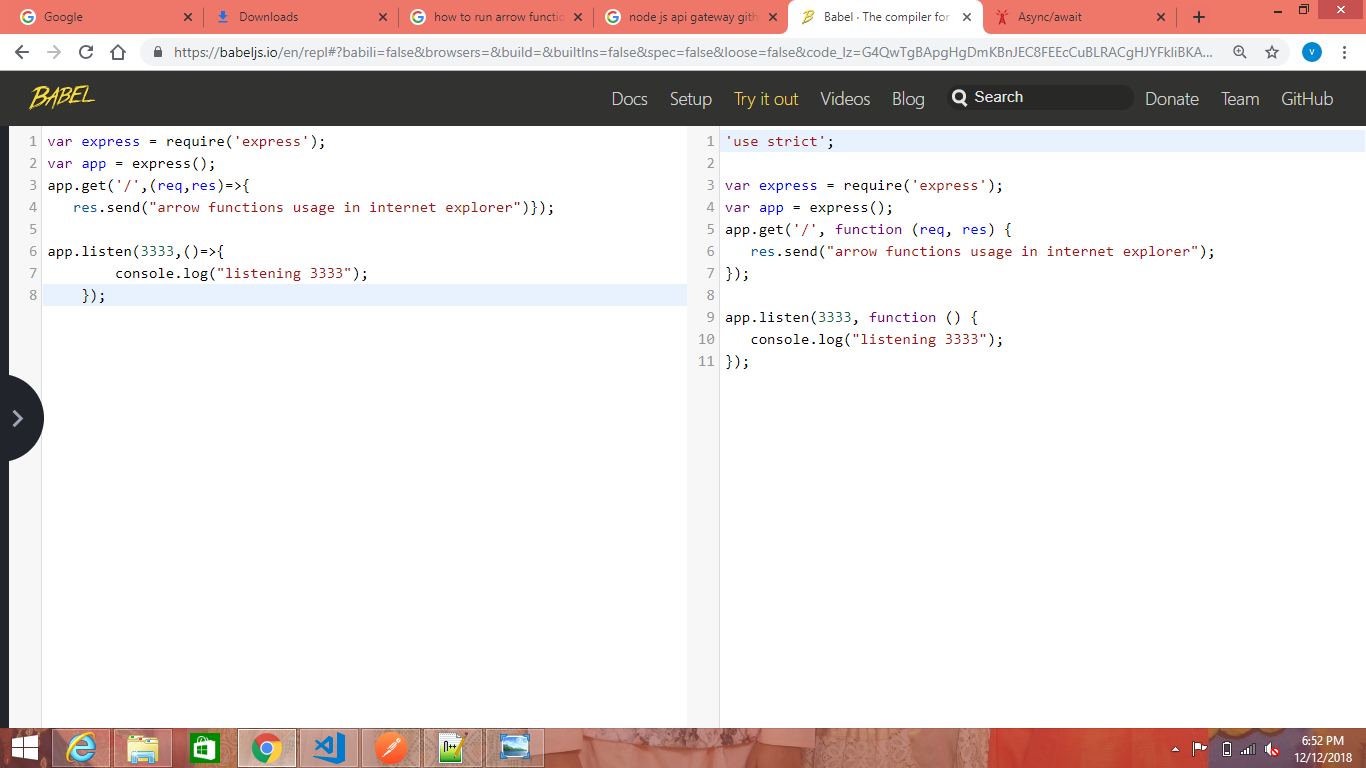 Google
Downloads
how to run arrow functio
node js api gateway gith
Babel · The compiler for
Async/await
https://babeljs.io/en/repl#?babili=false&browsers=&build=&builtIns=false&spec=false&loose=false&code_lz=G4QwTgBApgHgDmKBnJEC8FEEcCuBLRACgHJYFkIiBKA...
v
BABEL
Docs
Setup
Try it out
Videos
Blog
Search
Donate
Team
GitHub
1 var express = require('express');
2 var app = express();
3 app.get('/',(req,res)=>{
4 res.send("arrow functions usage in internet explorer")});
5
6 app.listen(3333,()=>{
7 console.log("listening 3333");
8 });
1 'use strict';
2
3 var express = require('express');
4 var app = express();
5 app.get('/', function (req, res) {
6 res.send("arrow functions usage in internet explorer");
7 });
8
9 app.listen(3333, function () {
10 console.log("listening 3333");
11 });
6:52 PM
12/12/2018